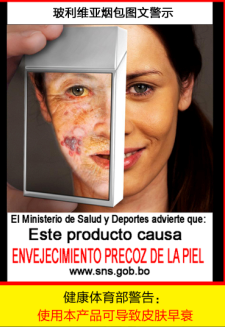 玻利维亚烟包图文警示
El Ministerio de Salud y Deportes advierte que:
Este producto causa
ENVEJECIMIENTO PRECOZ DE LA PIEL
www.sns.gob.bo
健康体育部警告：
使用本产品可导致皮肤早衰